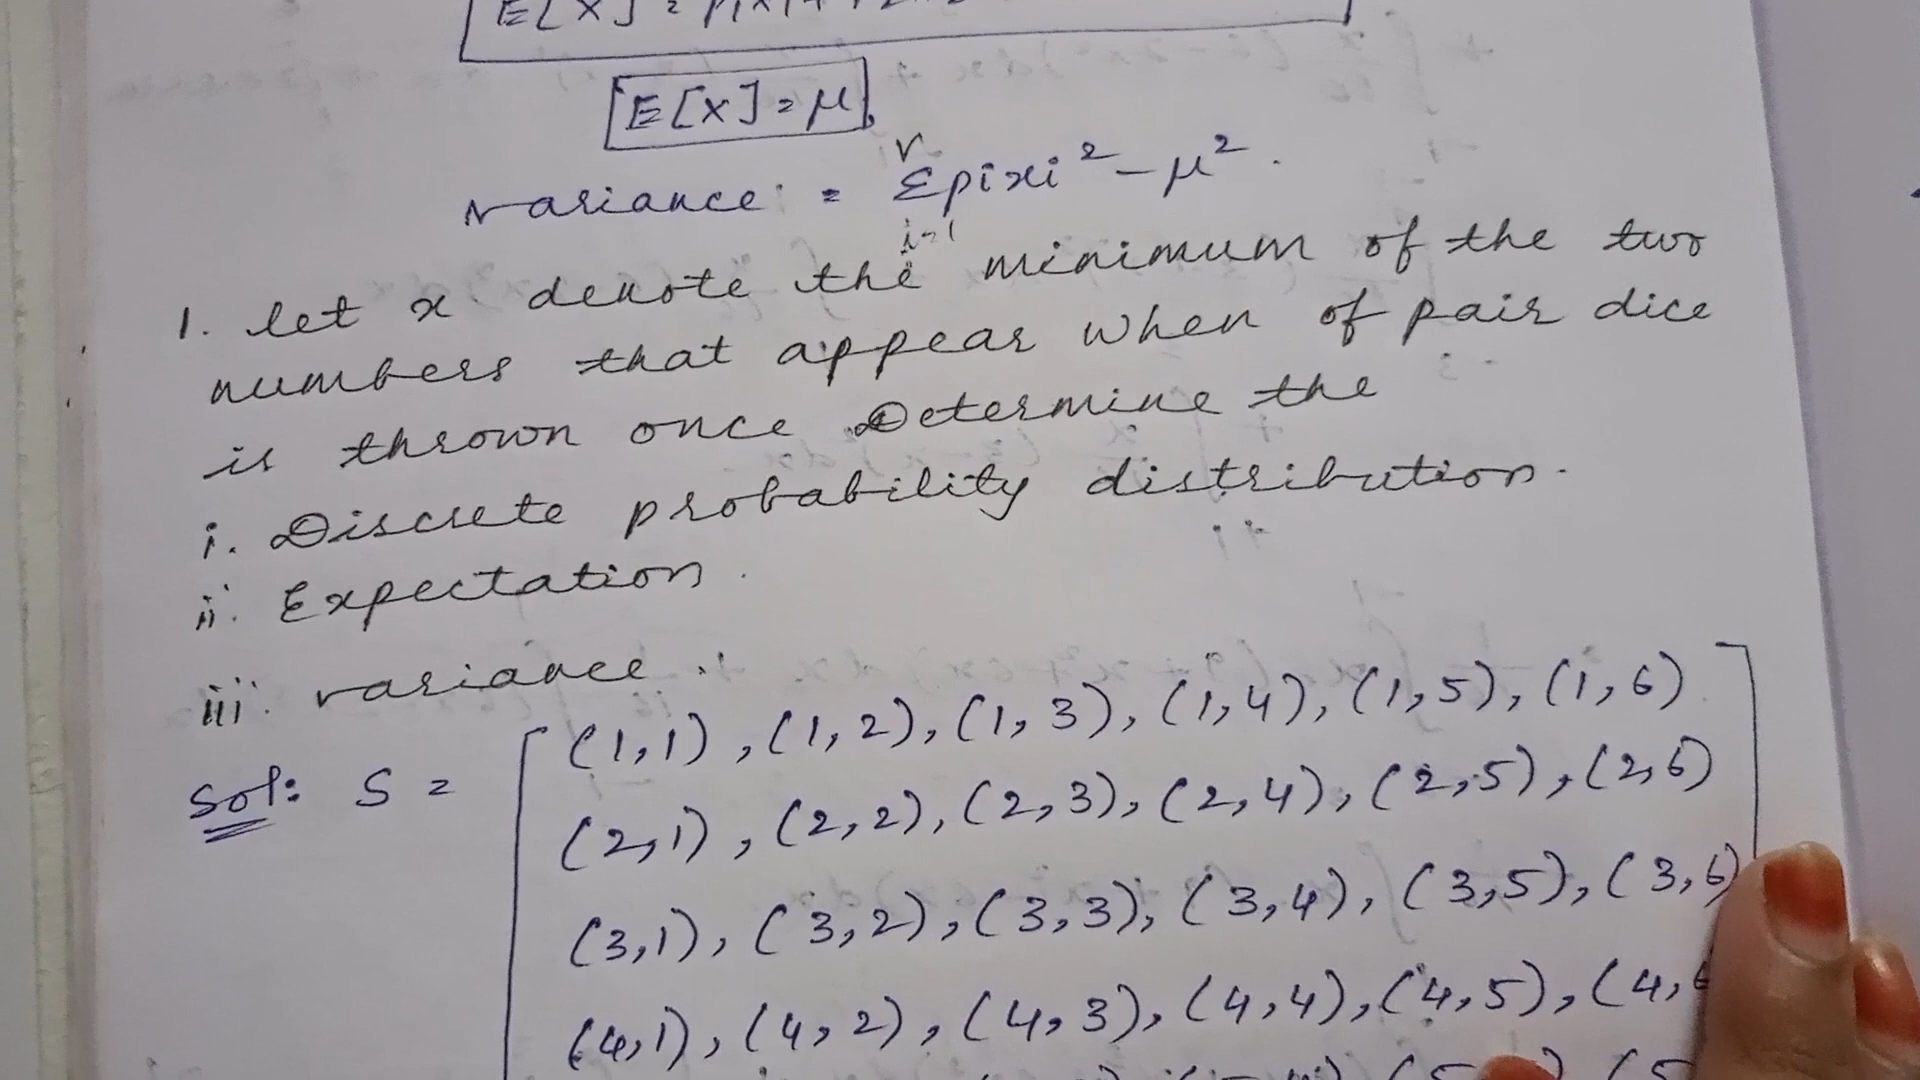 E[X] =
E[X] = μ
variance = Σ pixi² - μ²
r
i=1
1. let x denote the minimum of the two
numbers that appear when of pair dice
is thrown once Determine the
i. Discrete probability distribution.
ii. Expectation.
iii. variance.
Sol: S = (1,1), (1,2), (1,3), (1,4), (1,5), (1,6)
(2,1), (2,2), (2,3), (2,4), (2,5), (2,6)
(3,1), (3,2), (3,3), (3,4), (3,5), (3,6)
(4,1), (4,2), (4,3), (4,4), (4,5), (4,